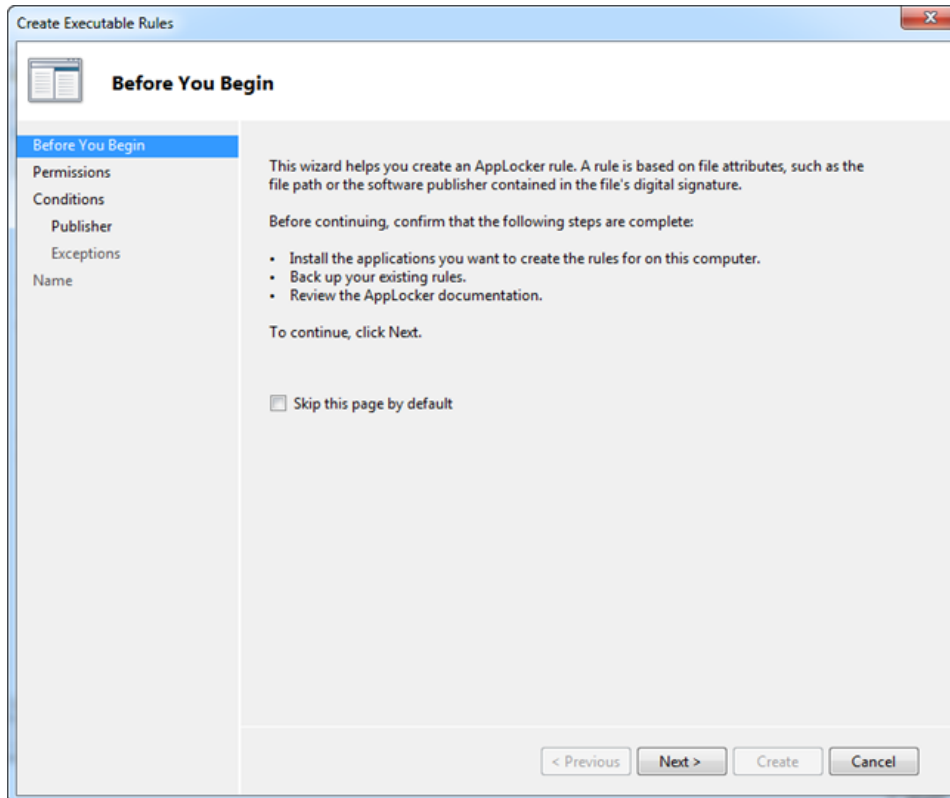 Create Executable Rules
Before You Begin
Before You Begin
Permissions
Conditions
Publisher
Exceptions
Name
This wizard helps you create an AppLocker rule. A rule is based on file attributes, such as the
file path or the software publisher contained in the file's digital signature.
Before continuing, confirm that the following steps are complete:
• Install the applications you want to create the rules for on this computer.
• Back up your existing rules.
• Review the AppLocker documentation.
To continue, click Next.
Skip this page by default
< Previous Next > Create Cancel